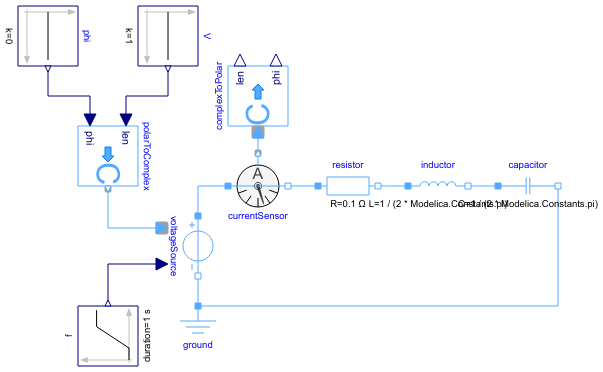 k=0
phi
k=1
V
phi
len
polarToComplex
C
complexToPolar
len
phi
C
A
currentSensor
voltageSource
+
f
duration=1 s
ground
resistor
R=0.1 Ω
inductor
L=1 / (2 * Modelica.Constants.pi)
capacitor
C=1 / (2 * Modelica.Constants.pi)